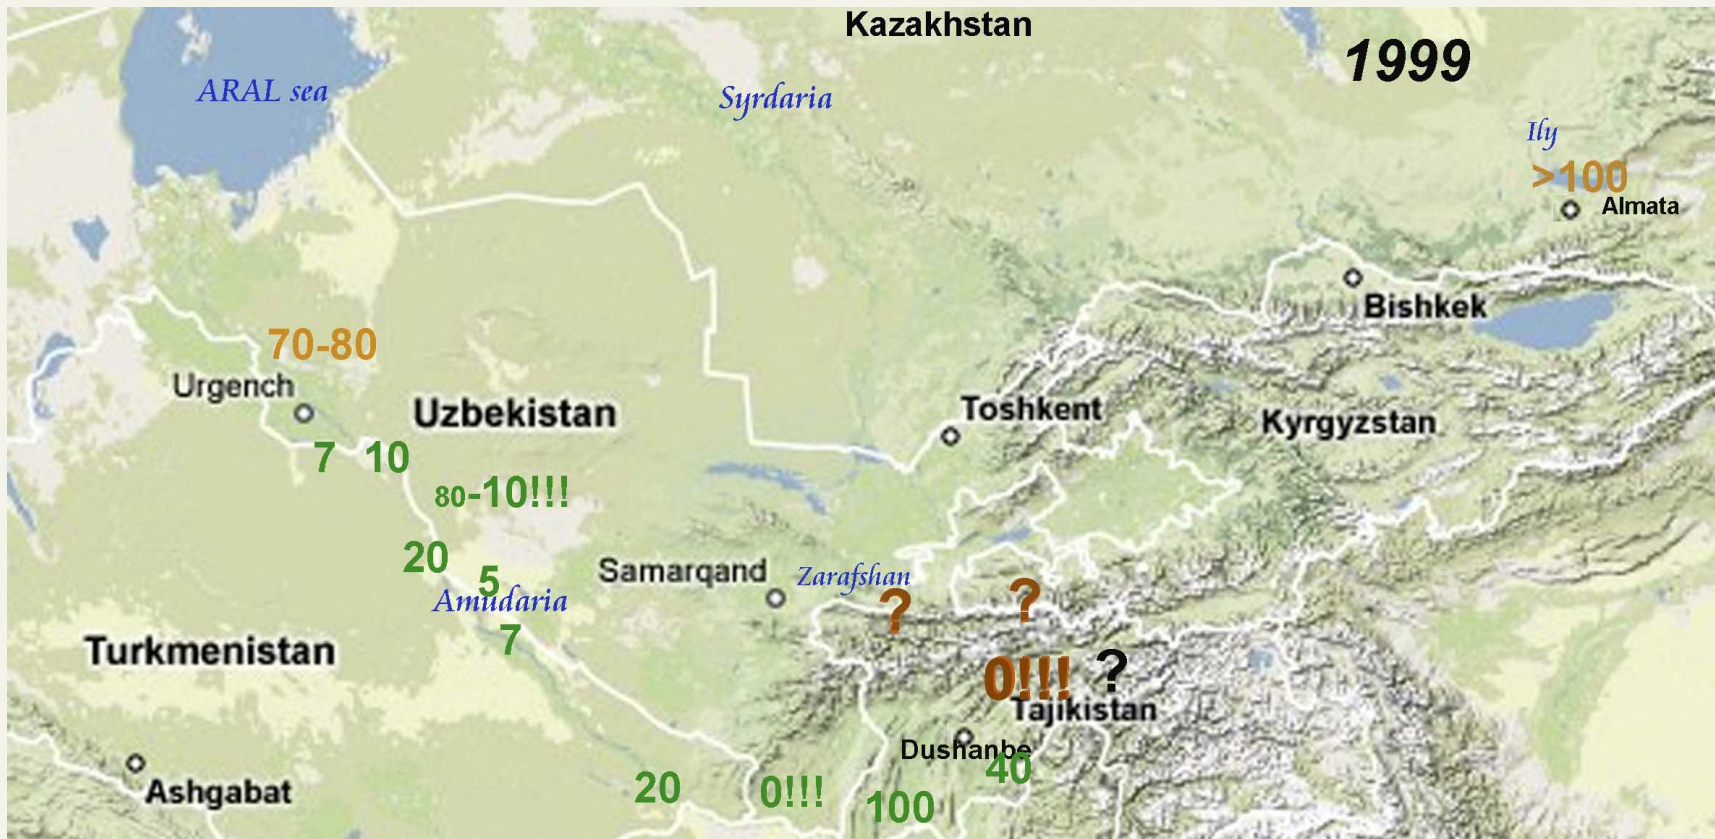 Kazakhstan
1999
ARAL sea
Syrdaria
Ily
>100
Almata
Bishkek
70-80
Urgench
Uzbekistan
Toshkent
Kyrgyzstan
7
10
80-10!!!
20
5
Samarqand
Zarafshan
Amudaria
?
?
7
Turkmenistan
0!!!
?
Tajikistan
Dushanbe
40
Ashgabat
20
0!!!
100